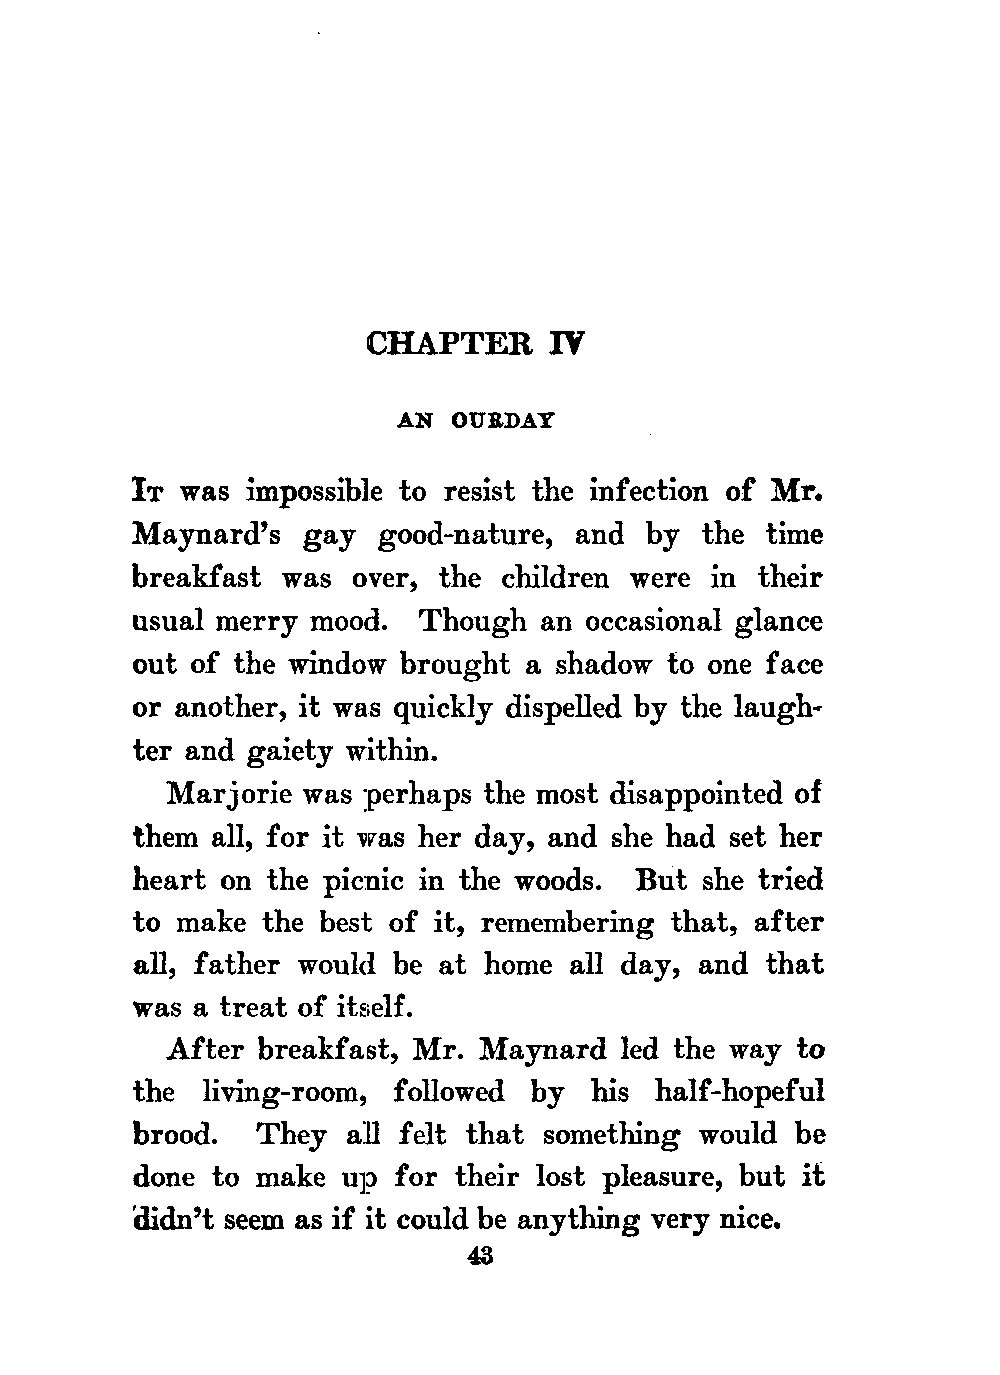 CHAPTER IV
AN OURDAY
It was impossible to resist the infection of Mr.
Maynard's gay good-nature, and by the time
breakfast was over, the children were in their
usual merry mood. Though an occasional glance
out of the window brought a shadow to one face
or another, it was quickly dispelled by the laugh-
ter and gaiety within.
Marjorie was perhaps the most disappointed of
them all, for it was her day, and she had set her
heart on the picnic in the woods. But she tried
to make the best of it, remembering that, after
all, father would be at home all day, and that
was a treat of itself.
After breakfast, Mr. Maynard led the way to
the living-room, followed by his half-hopeful
brood. They all felt that something would be
done to make up for their lost pleasure, but it
didn't seem as if it could be anything very nice.
43